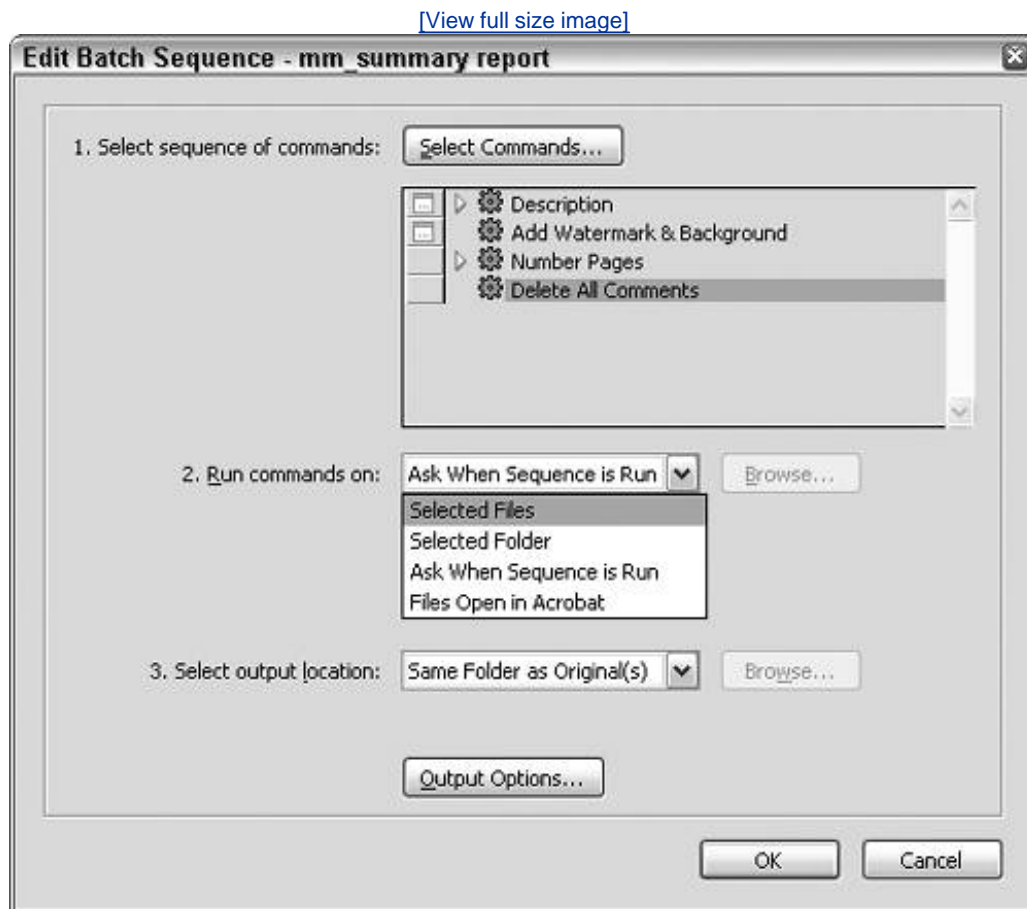 [View full size image]
Edit Batch Sequence - mm_summary report
1. Select sequence of commands: Select Commands...
Description
Add Watermark & Background
Number Pages
Delete All Comments
2. Run commands on: Ask When Sequence is Run Browse...
Selected Files
Selected Folder
Ask When Sequence is Run
Files Open in Acrobat
3. Select output location: Same Folder as Original(s) Browse...
Output Options...
OK Cancel